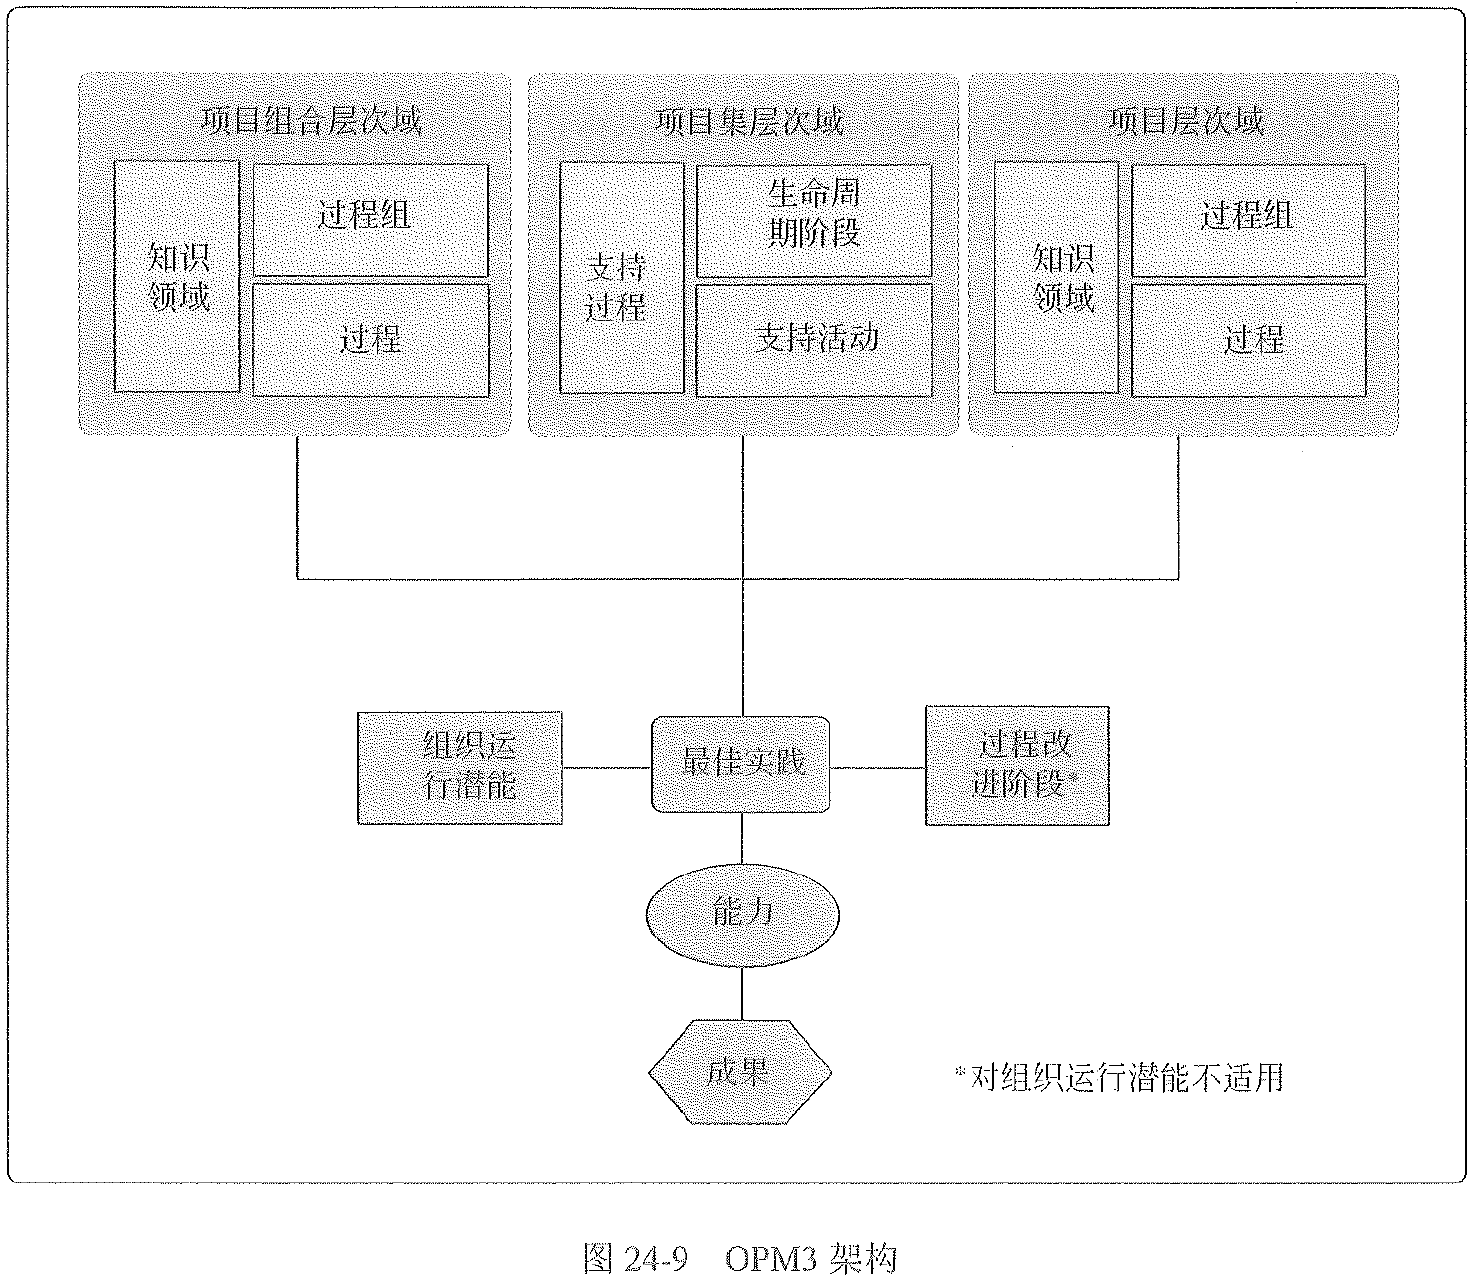 项目组合层次域
知识
领域
过程组
过程
项目集层次域
支持
过程
生命周
期阶段
支持活动
项目层次域
知识
领域
过程组
过程
组织运
行潜能
最佳实践
过程改
进阶段*
能力
成果
*对组织运行潜能不适用
图 24-9 OPM3 架构